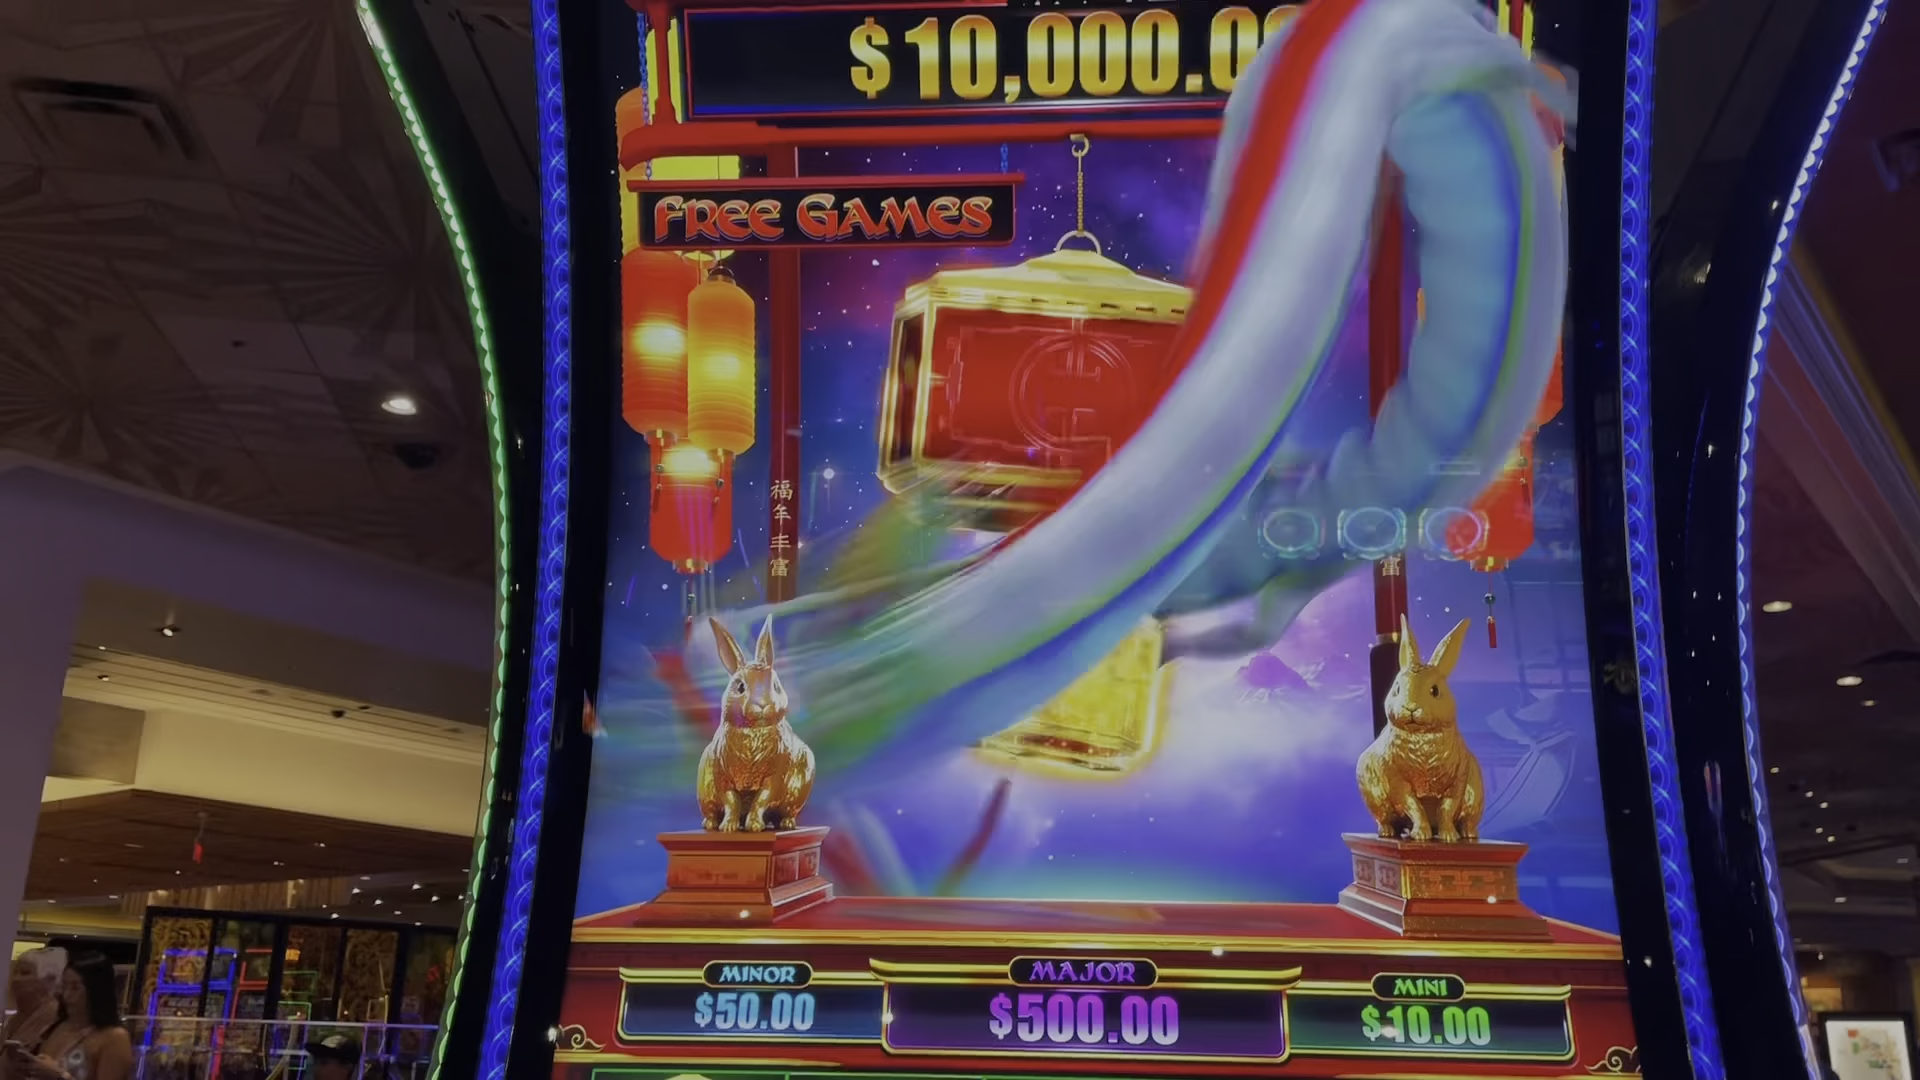 $10,000.0
FREE GAMES
福
年
丰
富
富
MINOR
$50.00
MAJOR
$500.00
MINI
$10.00